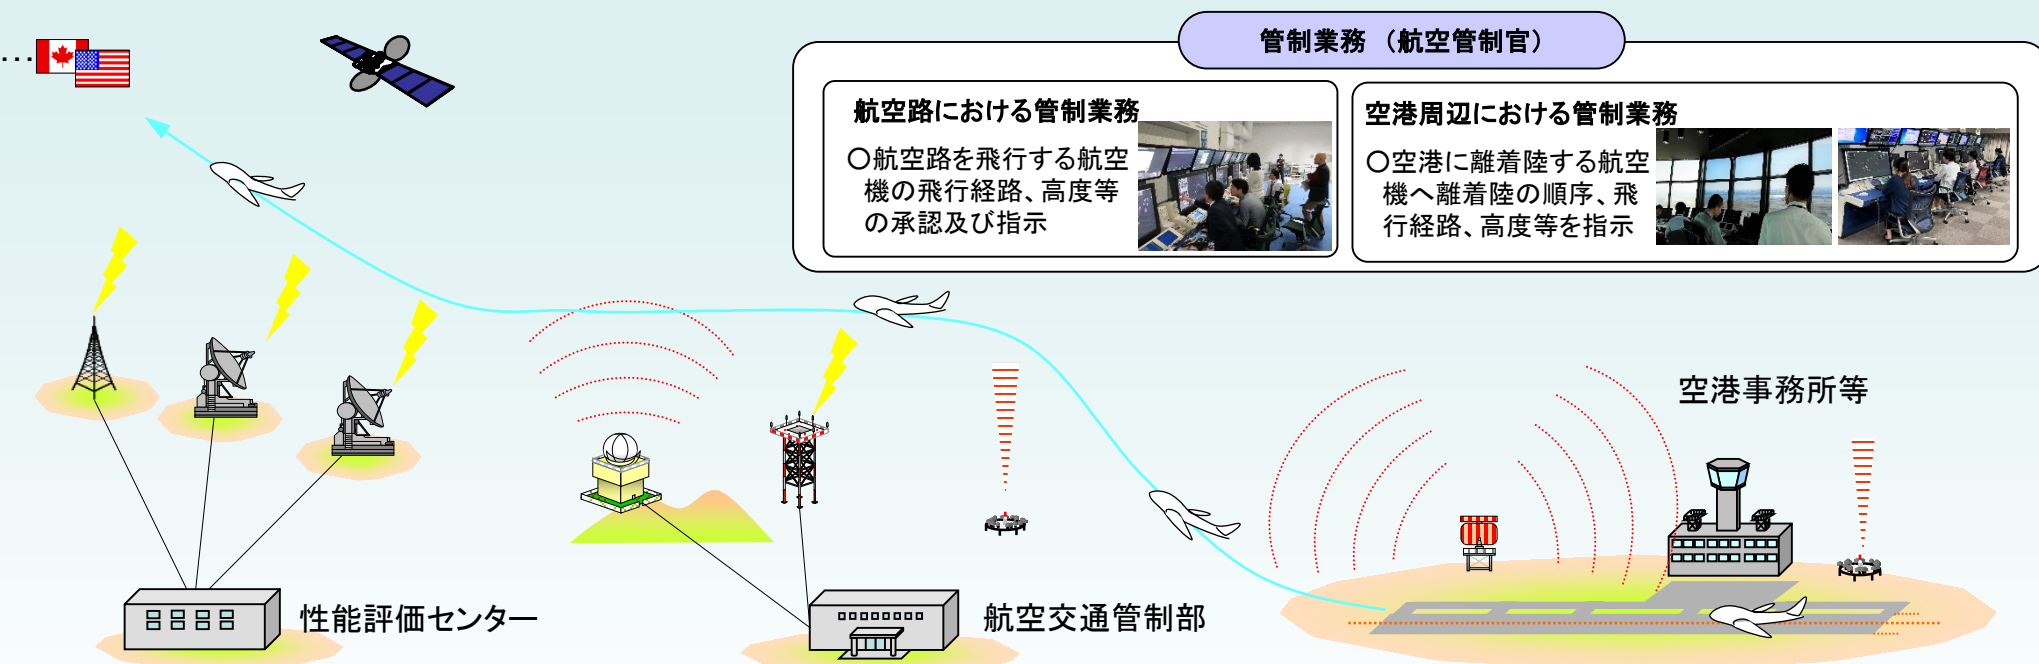 …
管制業務 （航空管制官）
航空路における管制業務
〇航空路を飛行する航空
機の飛行経路、高度等
の承認及び指示
空港周辺における管制業務
〇空港に離着陸する航空
機へ離着陸の順序、飛
行経路、高度等を指示
空港事務所等
性能評価センター
航空交通管制部